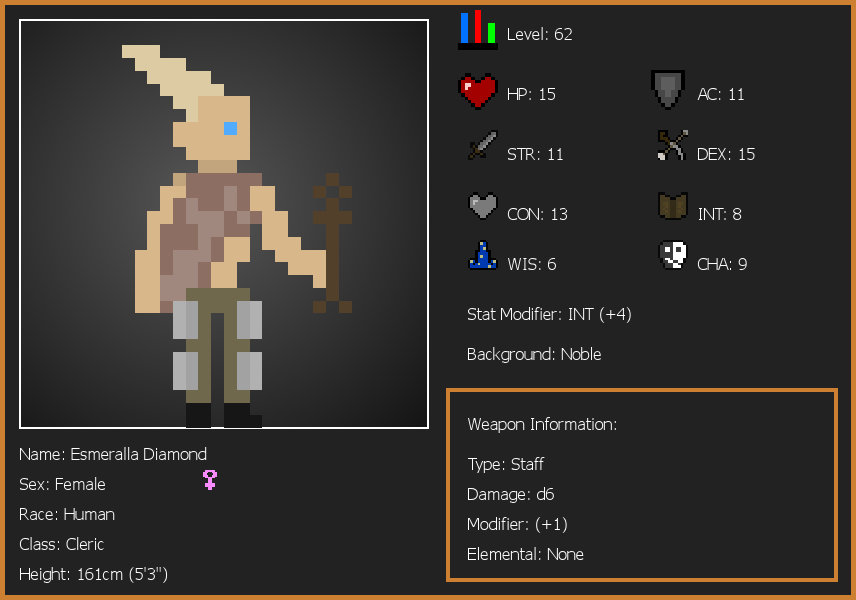 Level: 62
HP: 15
AC: 11
STR: 11
DEX: 15
CON: 13
INT: 8
WIS: 6
CHA: 9
Stat Modifier: INT (+4)
Background: Noble
Weapon Information:
Type: Staff
Damage: d6
Modifier: (+1)
Elemental: None
Name: Esmeralla Diamond
Sex: Female
Race: Human
Class: Cleric
Height: 161cm (5'3")